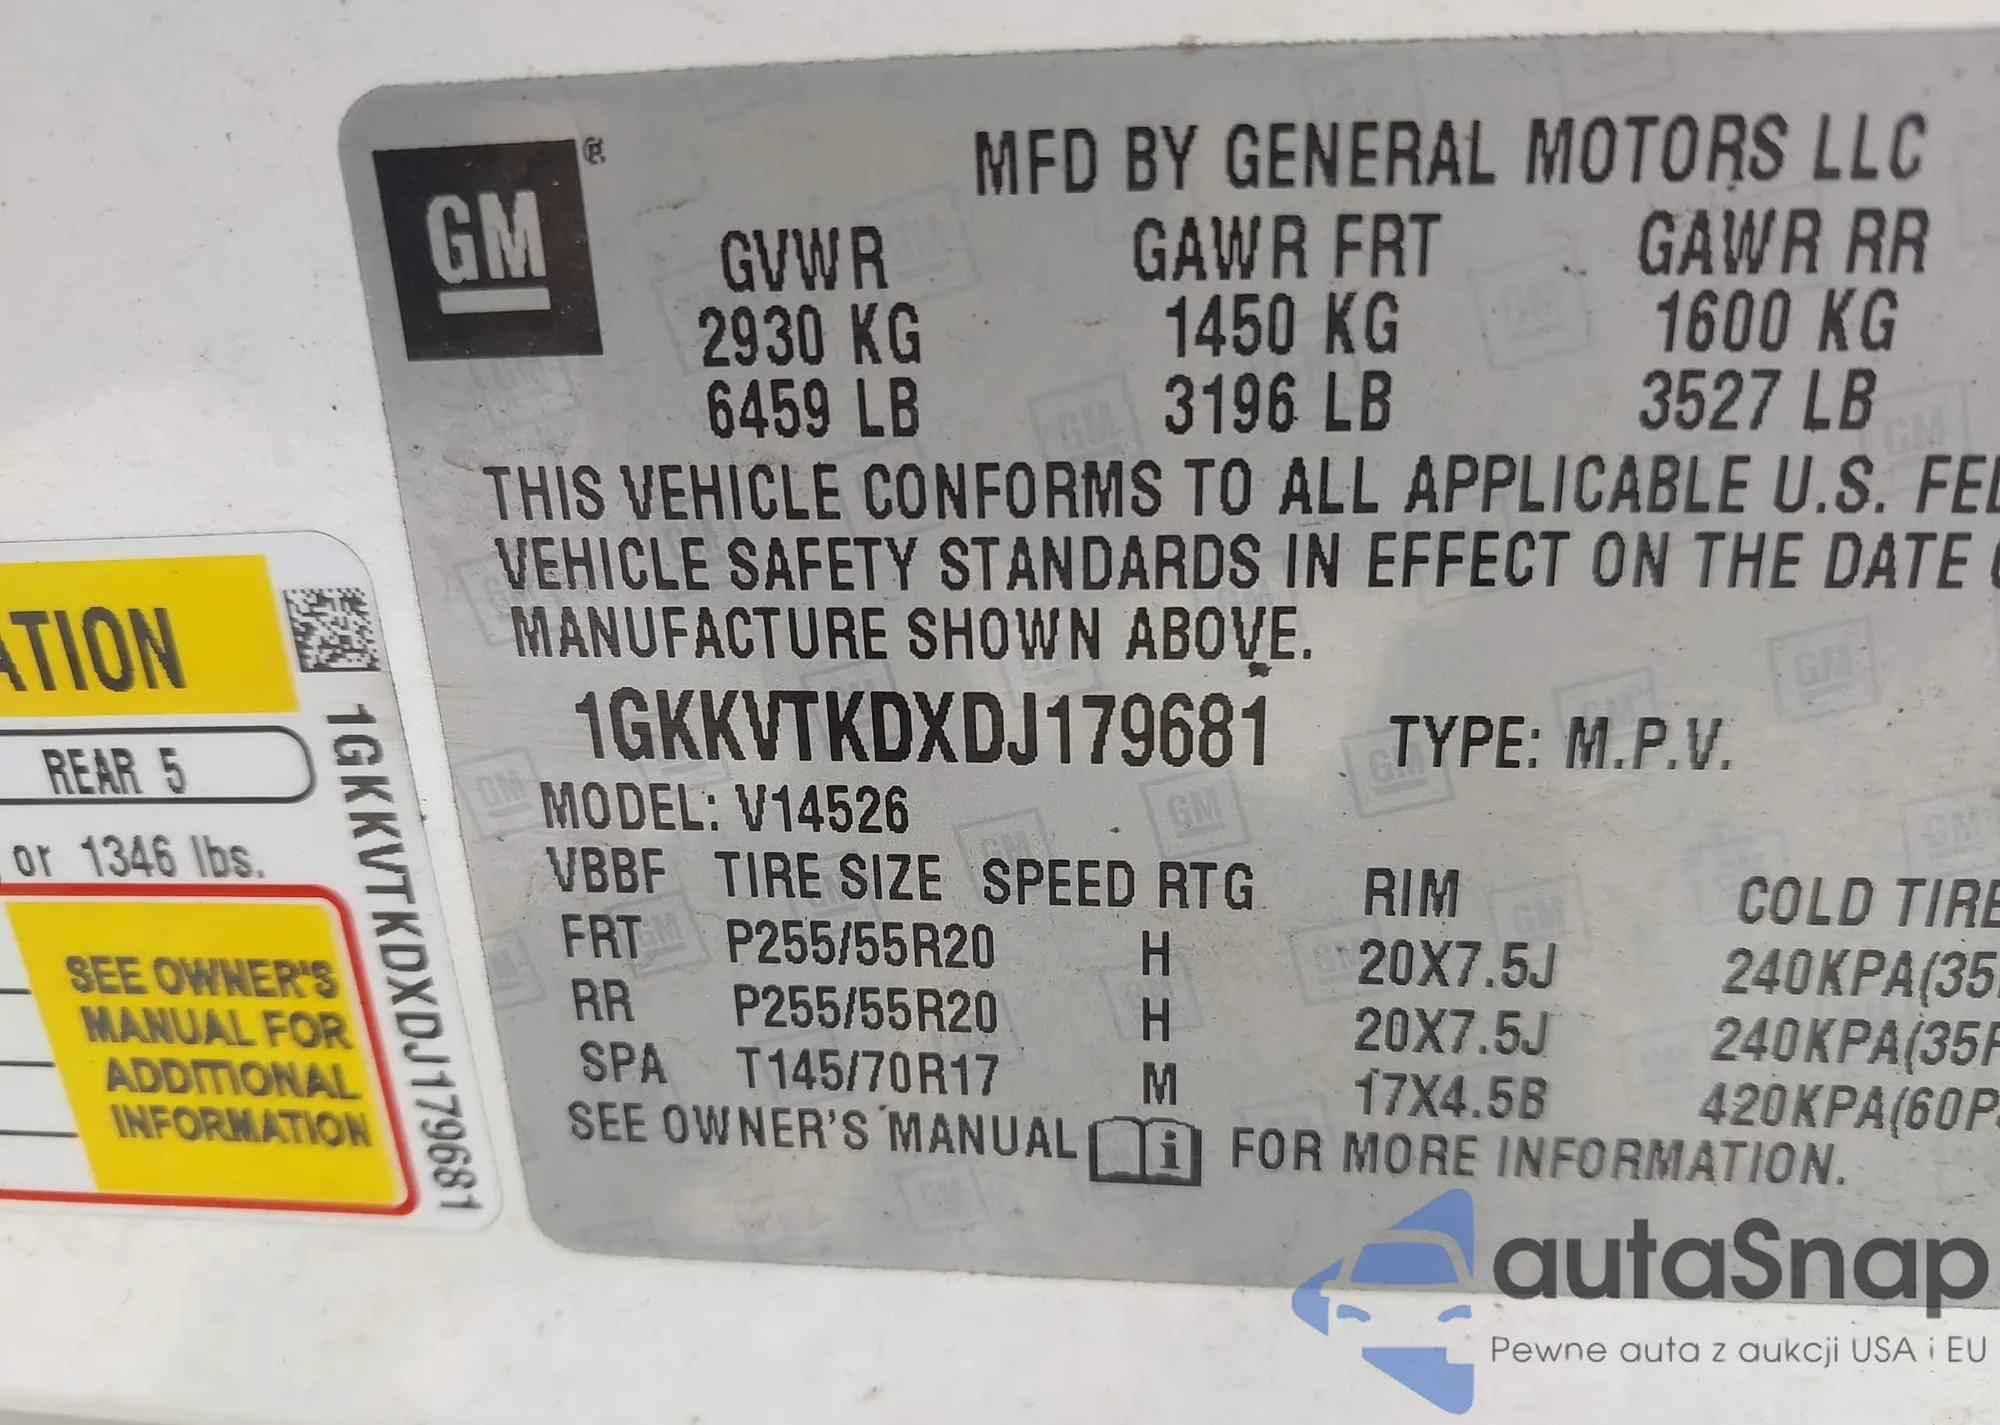 GM ®
MFD BY GENERAL MOTORS LLC
GVWR GAWR FRT GAWR RR
2930 KG 1450 KG 1600 KG
6459 LB 3196 LB 3527 LB
THIS VEHICLE CONFORMS TO ALL APPLICABLE U.S. FED
VEHICLE SAFETY STANDARDS IN EFFECT ON THE DATE
MANUFACTURE SHOWN ABOVE.
1GKKVTKDXDJ179681 TYPE: M.P.V.
MODEL: V14526
VBBF TIRE SIZE SPEED RTG RIM COLD TIRE
FRT P255/55R20 H 20X7.5J 240KPA(35
RR P255/55R20 H 20X7.5J 240KPA(35P
SPA T145/70R17 M 17X4.5B 420KPA(60P
SEE OWNER'S MANUAL i FOR MORE INFORMATION.
ATION
REAR 5
or 1346 lbs.
SEE OWNER'S
MANUAL FOR
ADDITIONAL
INFORMATION
1GKKVTKDXDJ179681
autaSnap
Pewne auta z aukcji USA i EU